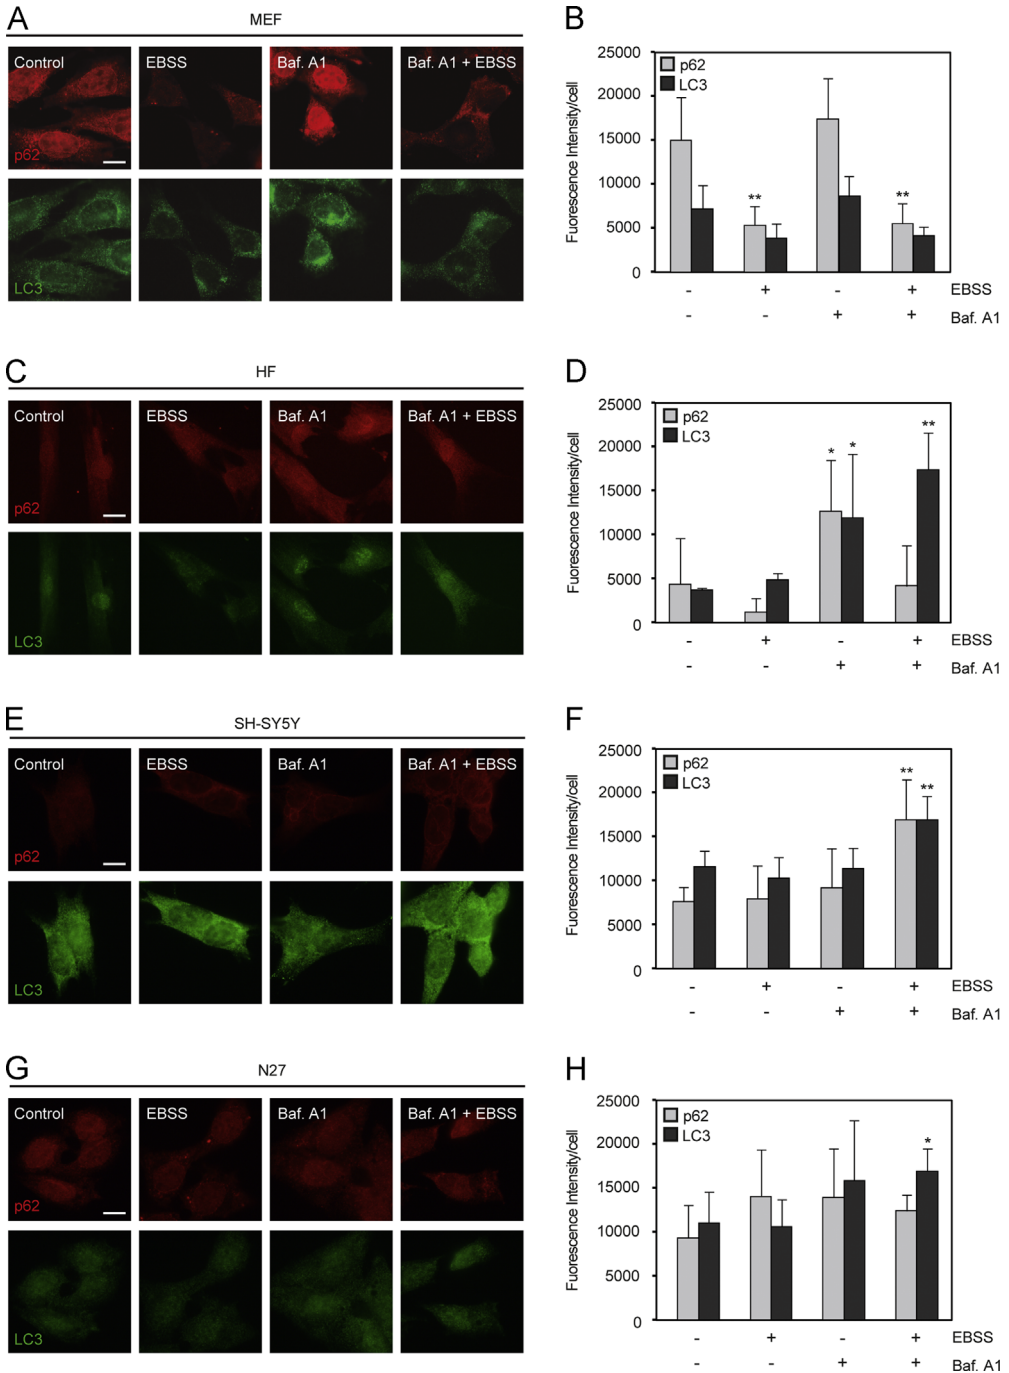 A
MEF
Control
EBSS
Baf. A1
Baf. A1 + EBSS
p62
LC3
B
25000
20000
15000
10000
5000
0
Fuorescence Intensity/cell
p62
LC3
**
**
- + - + EBSS
- - + + Baf. A1
C
HF
Control
EBSS
Baf. A1
Baf. A1 + EBSS
p62
LC3
D
25000
20000
15000
10000
5000
0
Fuorescence Intensity/cell
p62
LC3
*
*
**
- + - + EBSS
- - + + Baf. A1
E
SH-SY5Y
Control
EBSS
Baf. A1
Baf. A1 + EBSS
p62
LC3
F
25000
20000
15000
10000
5000
0
Fuorescence Intensity/cell
p62
LC3
**
**
- + - + EBSS
- - + + Baf. A1
G
N27
Control
EBSS
Baf. A1
Baf. A1 + EBSS
p62
LC3
H
25000
20000
15000
10000
5000
0
Fuorescence Intensity/cell
p62
LC3
*
- + - + EBSS
- - + + Baf. A1